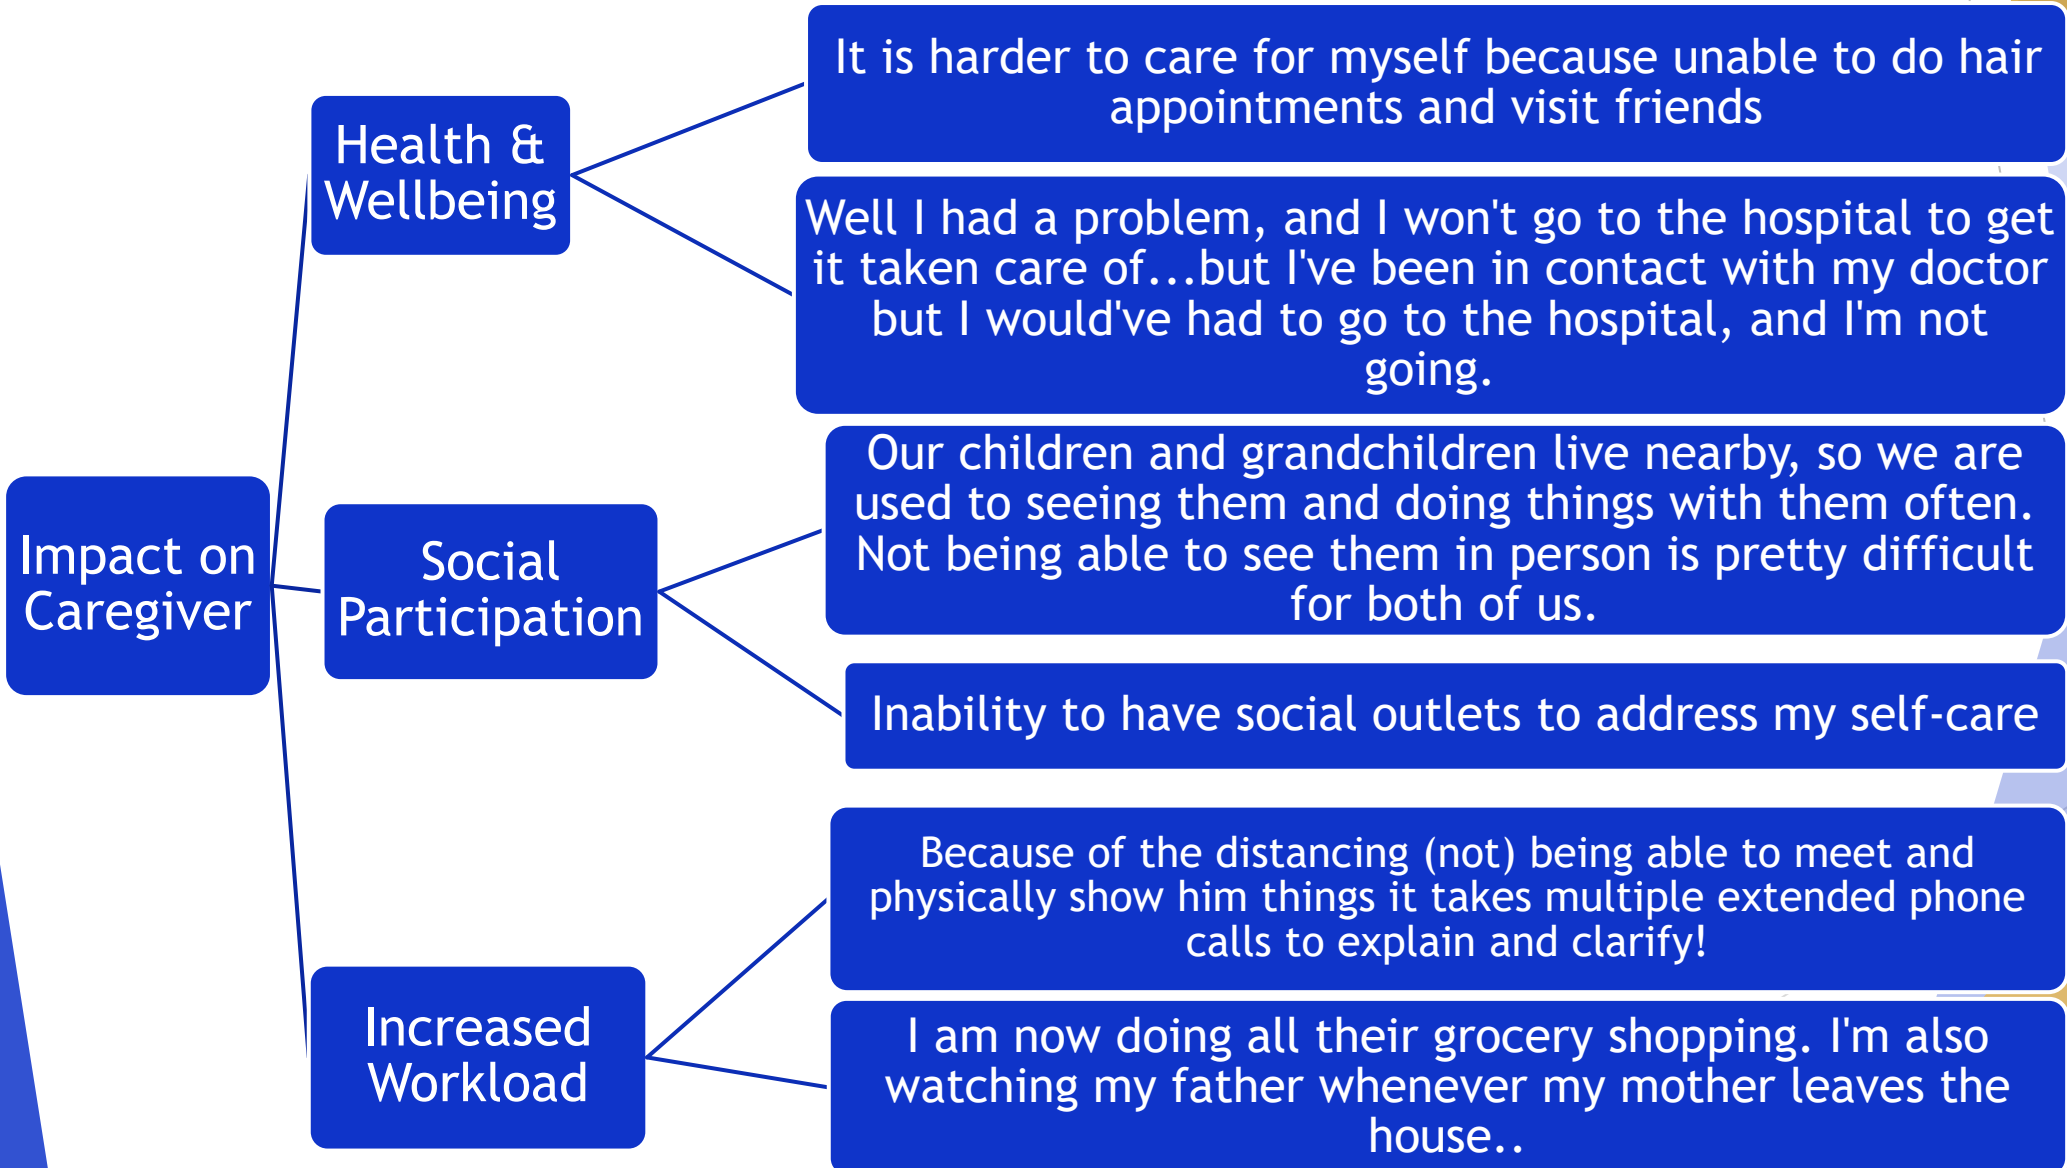 Impact on
Caregiver
Health &
Wellbeing
It is harder to care for myself because unable to do hair
appointments and visit friends
Well I had a problem, and I won't go to the hospital to get
it taken care of...but I've been in contact with my doctor
but I would've had to go to the hospital, and I'm not
going.
Social
Participation
Our children and grandchildren live nearby, so we are
used to seeing them and doing things with them often.
Not being able to see them in person is pretty difficult
for both of us.
Inability to have social outlets to address my self-care
Increased
Workload
Because of the distancing (not) being able to meet and
physically show him things it takes multiple extended phone
calls to explain and clarify!
I am now doing all their grocery shopping. I'm also
watching my father whenever my mother leaves the
house..